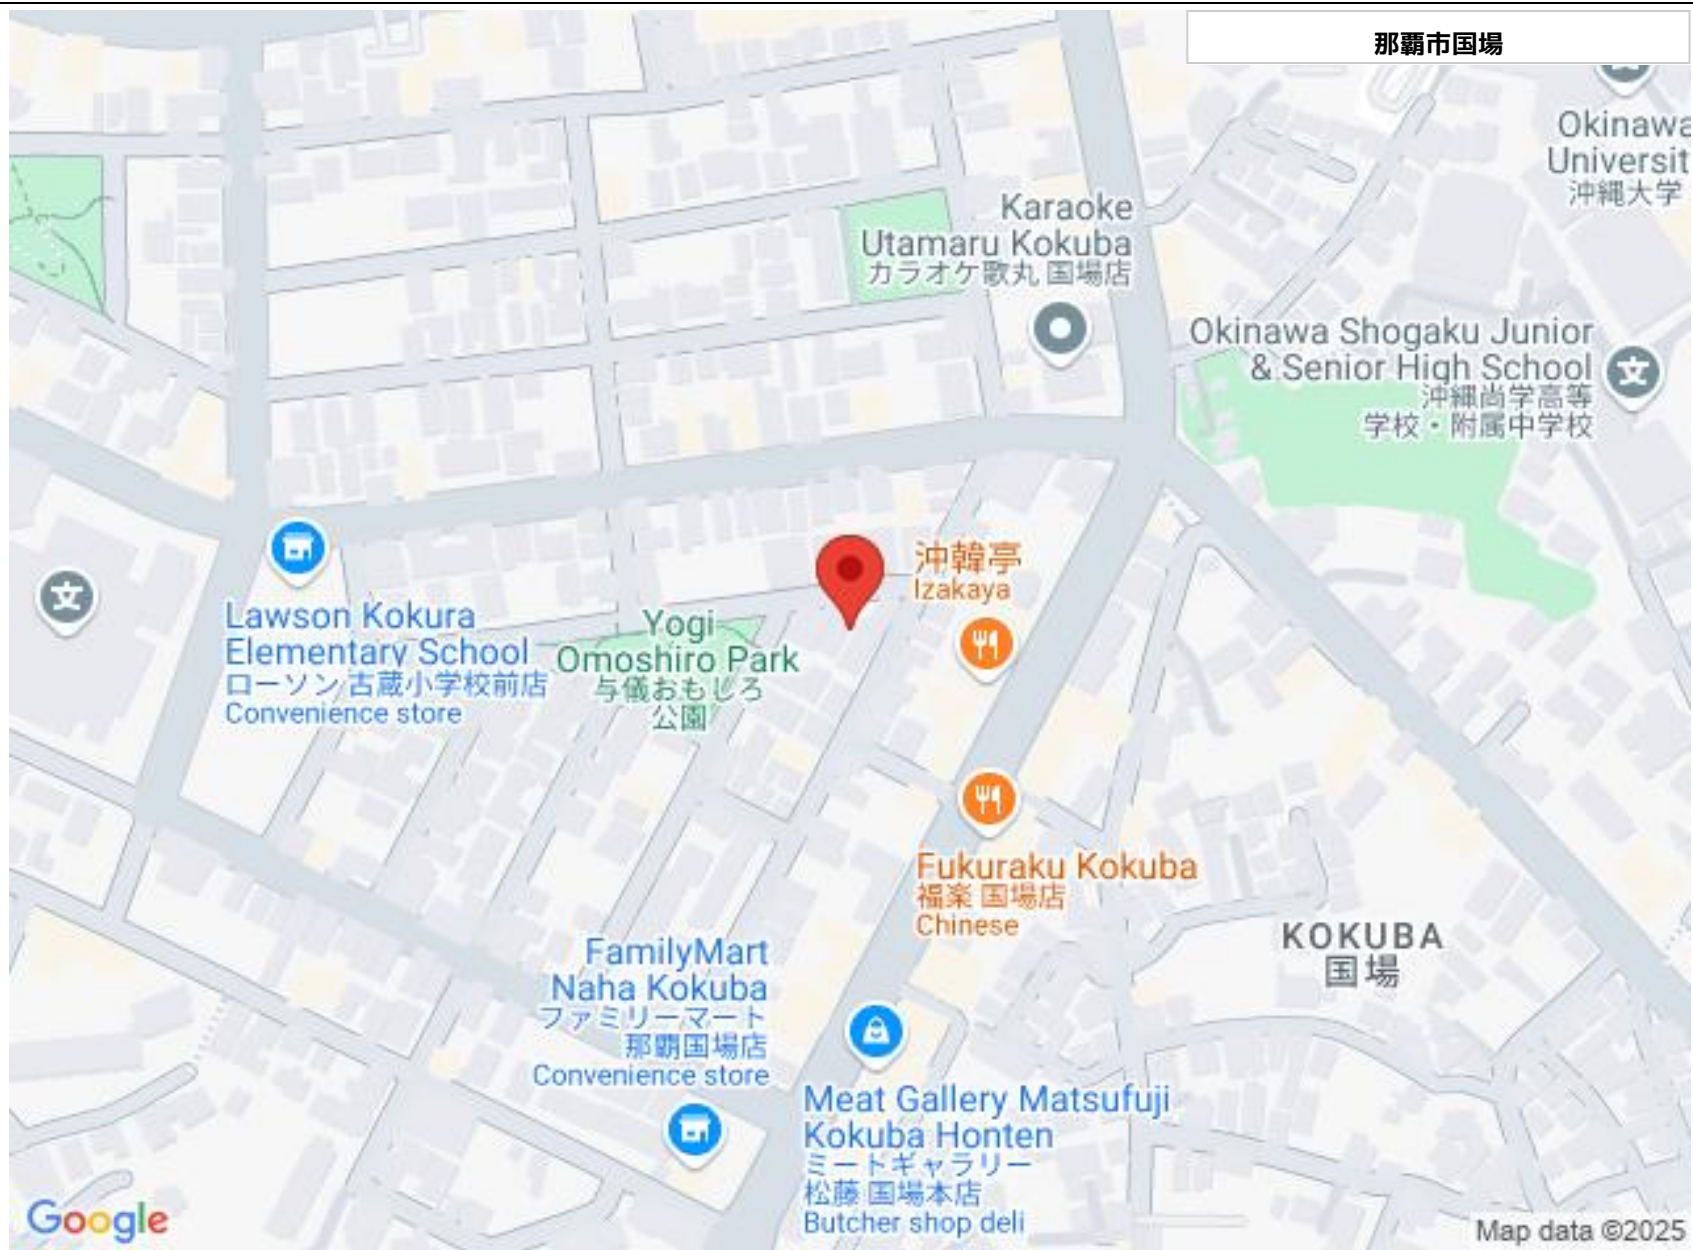 那覇市国場
Okinawa
Universit
沖縄大学
Karaoke
Utamaru Kokuba
カラオケ歌丸 国場店
Okinawa Shogaku Junior
& Senior High School
沖縄尚学高等
学校・附属中学校
沖韓亭
Izakaya
Lawson Kokura
Elementary School
ローソン 古蔵小学校前店
Convenience store
Yogi
Omoshiro Park
与儀おもしろ
公園
Fukuraku Kokuba
福楽 国場店
Chinese
KOKUBA
国場
FamilyMart
Naha Kokuba
ファミリーマート
那覇国場店
Convenience store
Meat Gallery Matsufuji
Kokuba Honten
ミートギャラリー
松藤 国場本店
Butcher shop deli
Google
Map data ©2025